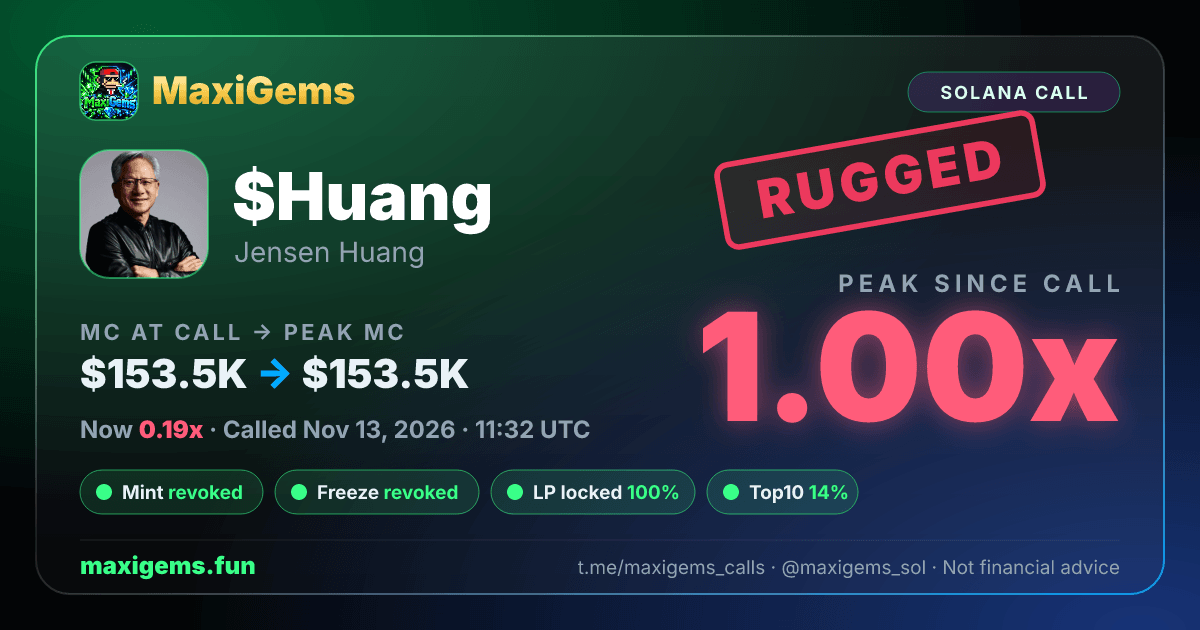 MaxiGems
MaxiGems
SOLANA CALL
RUGGED
$Huang
Jensen Huang
PEAK SINCE CALL
1.00x
MC AT CALL → PEAK MC
$153.5K → $153.5K
Now 0.19x · Called Nov 13, 2026 · 11:32 UTC
Mint revoked
Freeze revoked
LP locked 100%
Top10 14%
maxigems.fun
t.me/maxigems_calls · @maxigems_sol · Not financial advice